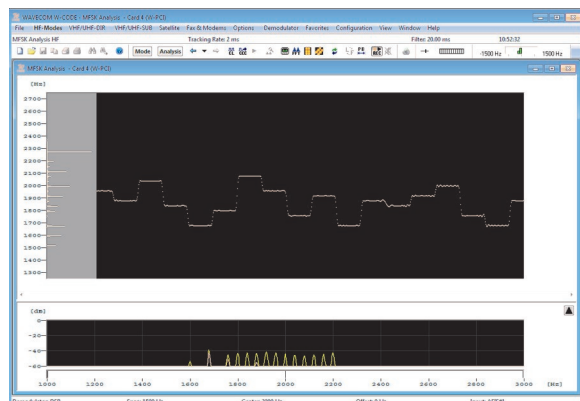 WAVECOM W-CODE - MFSK Analysis - Card 4 (W-PCI)
File HF-Modes VHF/UHF-DIR VHF/UHF-SUB Satellite Fax & Modems Options Demodulator Favorites Configuration View Window Help
MFSK Analysis HF Tracking Rate: 2 ms Filter: 20.00 ms 10:52:32
Mode Analysis -1500 Hz 1500 Hz
MFSK Analysis - Card 4 (W-PCI)
(Hz)
2700
2600
2500
2400
2300
2200
2100
2000
1900
1800
1700
1600
1500
1400
1300
(dm)
0
-20
-40
-60
1000 1200 1400 1600 1800 2000 2200 2400 2600 2800 3000 (Hz)